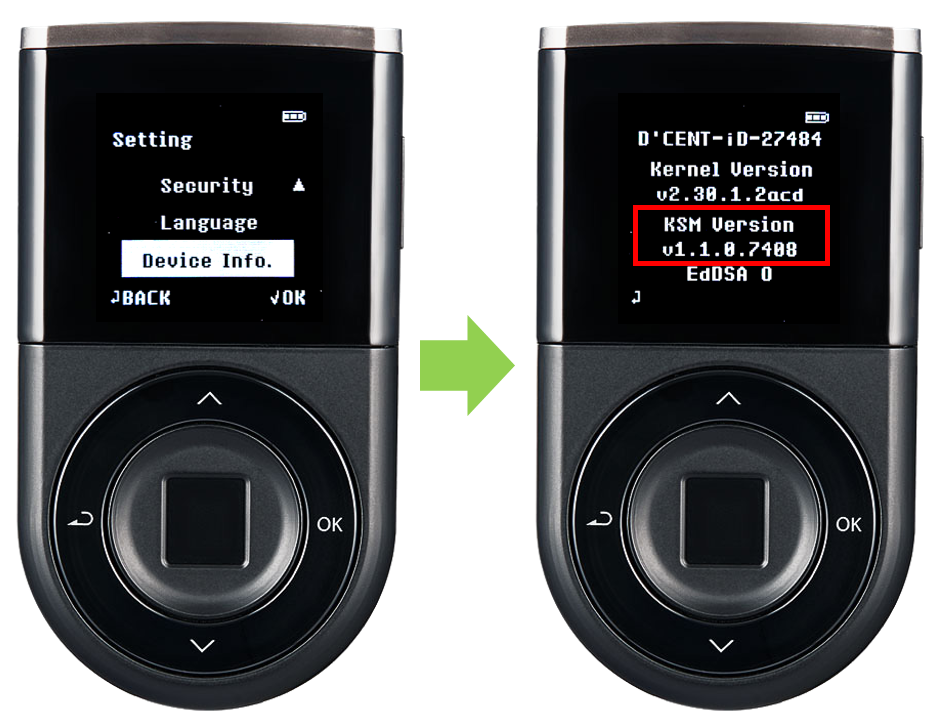 Setting
Security ▲
Language
Device Info.
↲BACK √OK
OK
D'CENT-iD-27484
Kernel Version
v2.30.1.2acd
KSM Version
v1.1.0.7408
EdDSA O
↲
OK